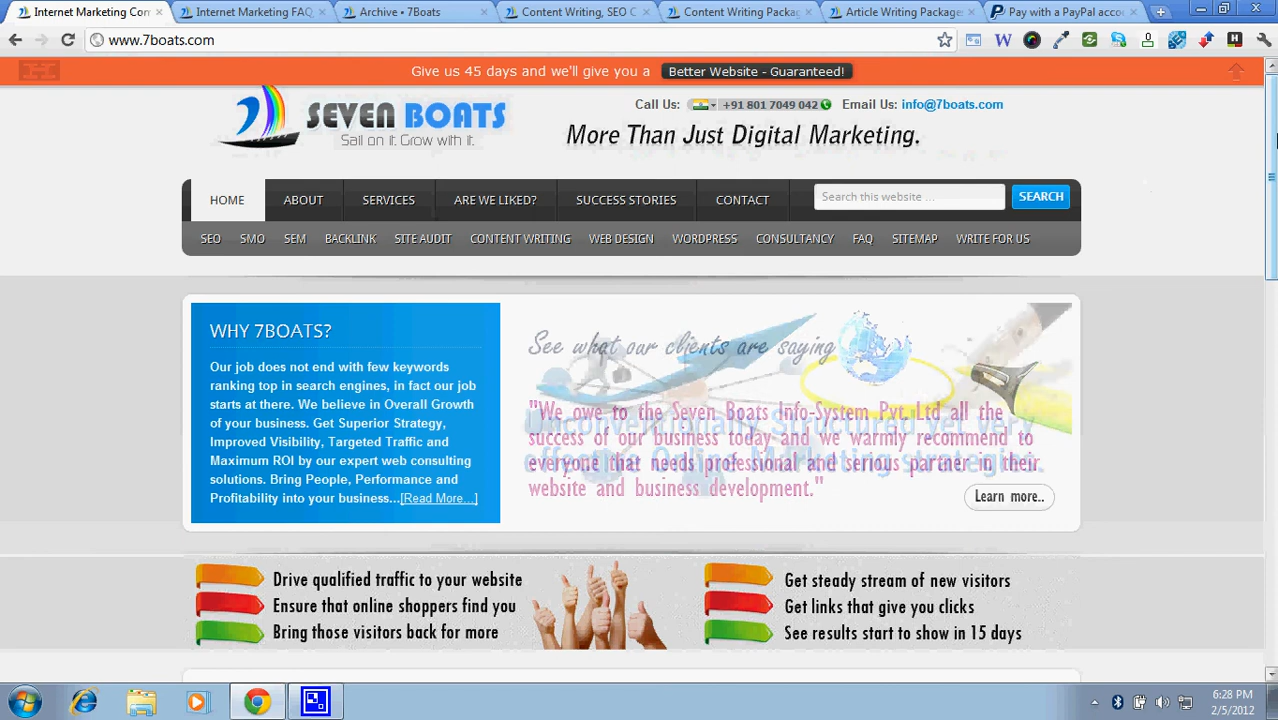 Internet Marketing Con
Internet Marketing FAQ,
Archive • 7Boats
Content Writing, SEO C
Content Writing Packag
Article Writing Packages
Pay with a PayPal accou
www.7boats.com
Give us 45 days and we'll give you a Better Website - Guaranteed!
SEVEN BOATS
Sail on it. Grow with it.
Call Us: +91 801 7049 042 Email Us: info@7boats.com
More Than Just Digital Marketing.
HOME ABOUT SERVICES ARE WE LIKED? SUCCESS STORIES CONTACT Search this website ... SEARCH
SEO SMO SEM BACKLINK SITE AUDIT CONTENT WRITING WEB DESIGN WORDPRESS CONSULTANCY FAQ SITEMAP WRITE FOR US
WHY 7BOATS?
Our job does not end with few keywords
ranking top in search engines, in fact our job
starts at there. We believe in Overall Growth
of your business. Get Superior Strategy,
Improved Visibility, Targeted Traffic and
Maximum ROI by our expert web consulting
solutions. Bring People, Performance and
Profitability into your business...[Read More...]
See what our clients are saying
"We owe to the Seven Boats Info-System Pvt. Ltd all the
success of our business today and we warmly recommend to
everyone that needs professional and serious partner in their
website and business development."
Unconventionally Structured yet very
effective Online Marketing strategies.
Learn more..
Drive qualified traffic to your website
Ensure that online shoppers find you
Bring those visitors back for more
Get steady stream of new visitors
Get links that give you clicks
See results start to show in 15 days
6:28 PM
2/5/2012